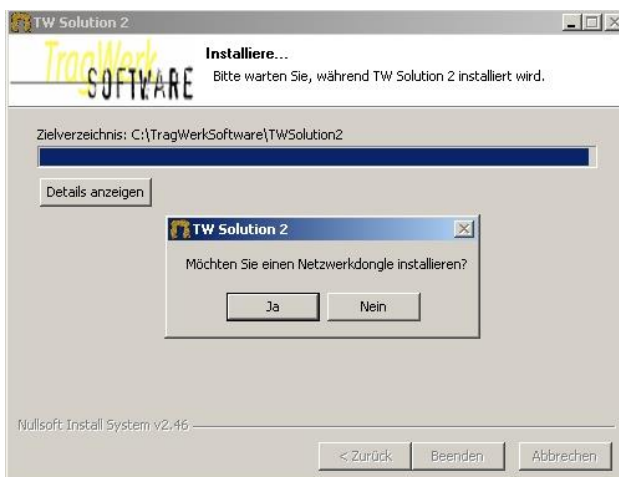 TW Solution 2
TragWerk
SOFTWARE
Installiere...
Bitte warten Sie, während TW Solution 2 installiert wird.
Zielverzeichnis: C:\TragWerkSoftware\TWSolution2
Details anzeigen
TW Solution 2
Möchten Sie einen Netzwerkdongle installieren?
Ja
Nein
Nullsoft Install System v2.46
< Zurück
Beenden
Abbrechen